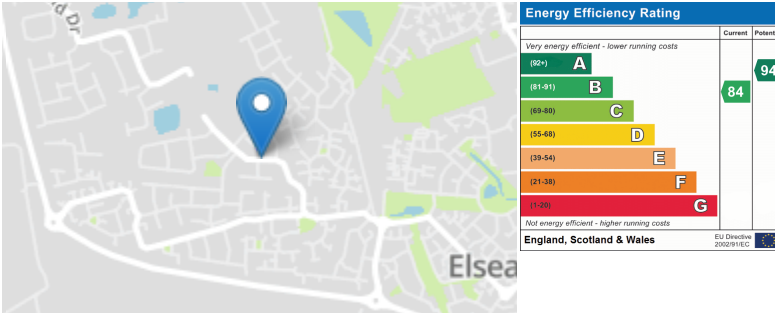 ld Dr
Elsea
Energy Efficiency Rating
Current
Potent
Very energy efficient - lower running costs
(92+) A
94
(81-91) B
84
(69-80) C
(55-68) D
(39-54) E
(21-38) F
(1-20) G
Not energy efficient - higher running costs
England, Scotland & Wales
EU Directive
2002/91/EC